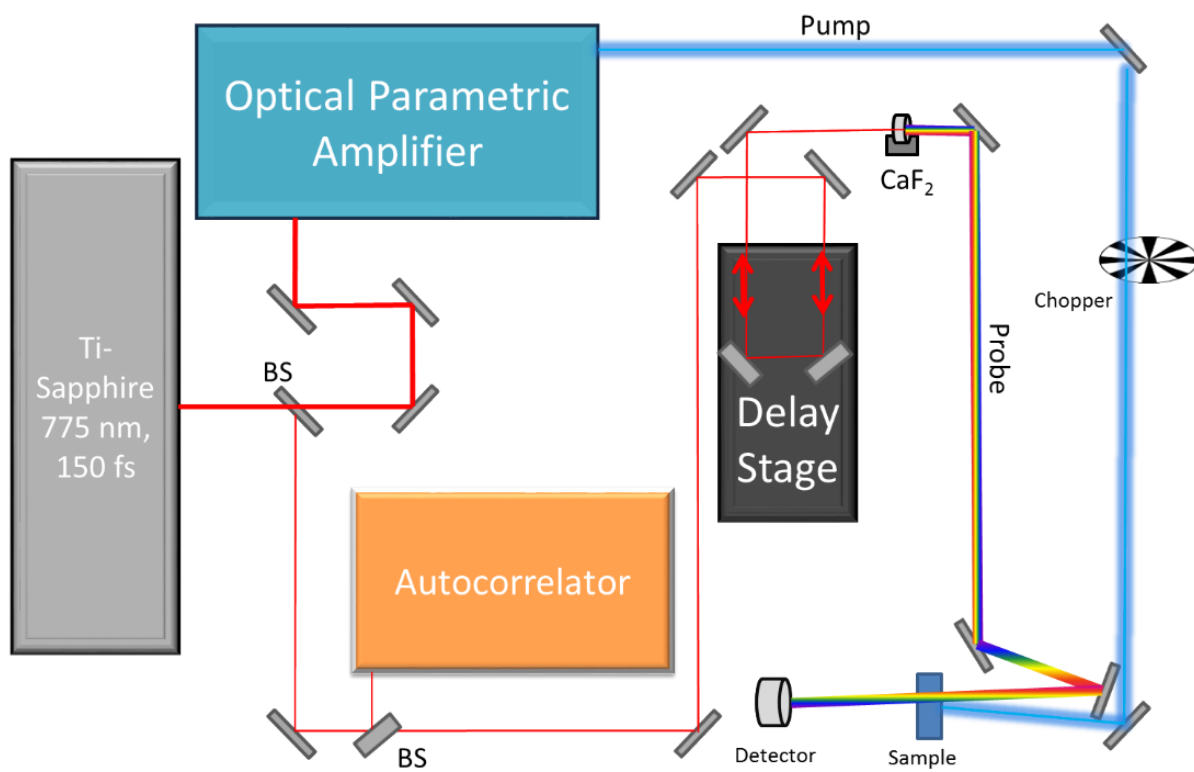 Pump
Optical Parametric
Amplifier
CaF₂
Chopper
Probe
Ti-
Sapphire
775 nm,
150 fs
BS
Delay
Stage
Autocorrelator
BS
Detector
Sample